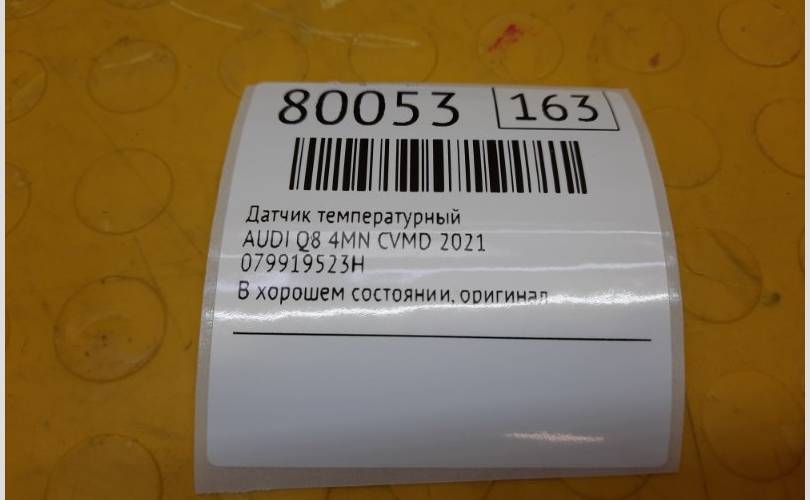 80053 163
Датчик температурный
AUDI Q8 4MN CVMD 2021
079919523H
В хорошем состоянии, оригинал